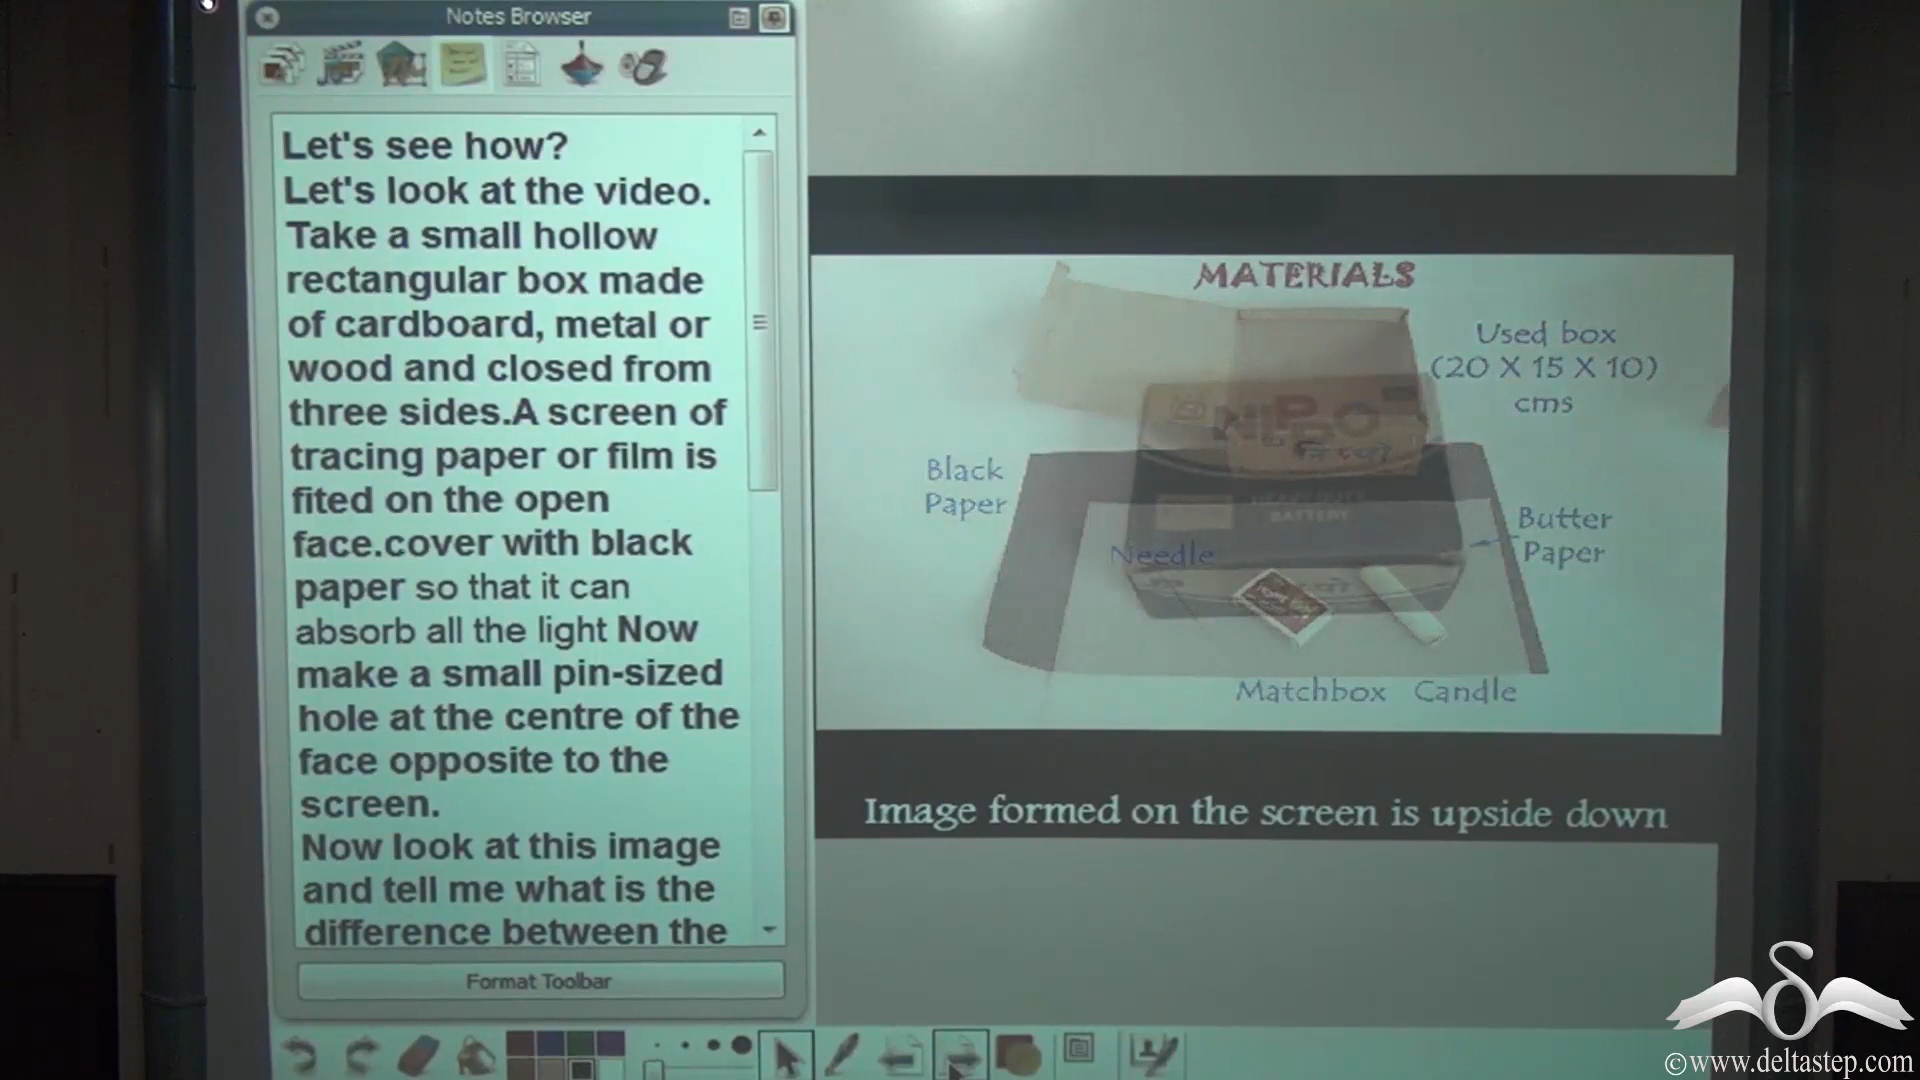 Notes Browser
Let's see how?
Let's look at the video.
Take a small hollow
rectangular box made
of cardboard, metal or
wood and closed from
three sides.A screen of
tracing paper or film is
fited on the open
face.cover with black
paper so that it can
absorb all the light Now
make a small pin-sized
hole at the centre of the
face opposite to the
screen.
Now look at this image
and tell me what is the
difference between the
Format Toolbar
MATERIALS
Used box
(20 X 15 X 10)
cms
NIPPO
Black
Paper
HEAVY DUTY
BATTERY
Needle
Butter
Paper
Matchbox Candle
Image formed on the screen is upside down
©www.deltastep.com